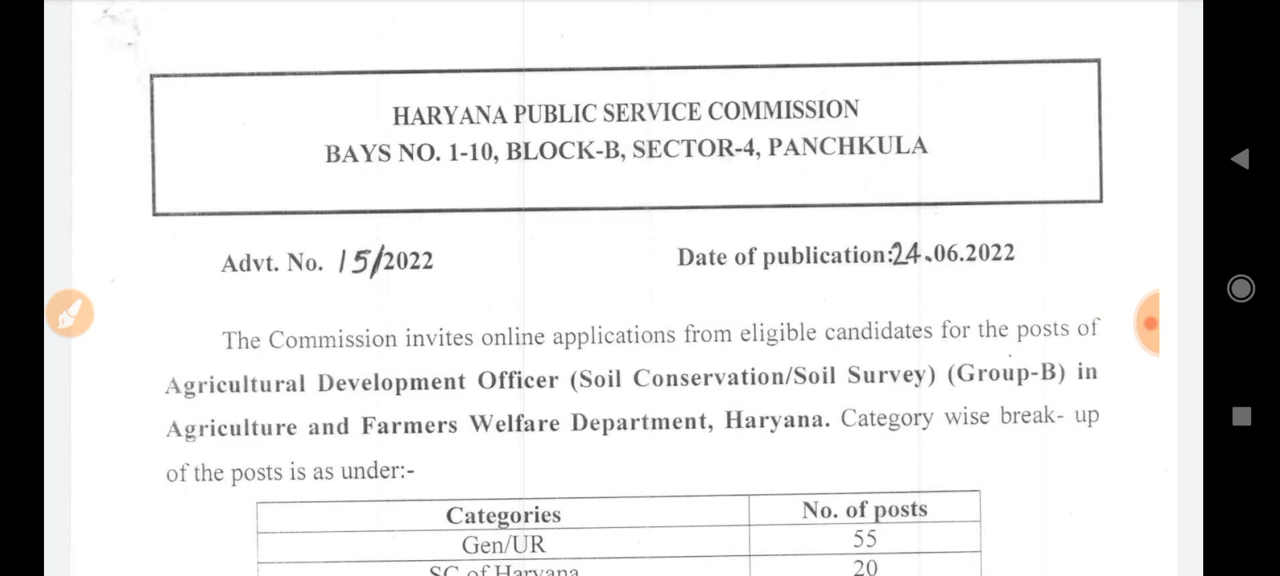 HARYANA PUBLIC SERVICE COMMISSION
BAYS NO. 1-10, BLOCK-B, SECTOR-4, PANCHKULA
Advt. No. 15/2022 Date of publication:24.06.2022
The Commission invites online applications from eligible candidates for the posts of
Agricultural Development Officer (Soil Conservation/Soil Survey) (Group-B) in
Agriculture and Farmers Welfare Department, Haryana. Category wise break- up
of the posts is as under:-
Categories No. of posts
Gen/UR 55
SC of Haryana 20